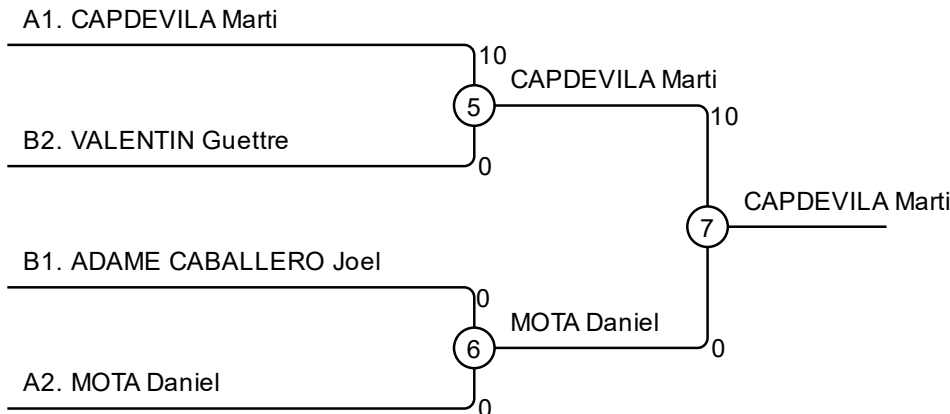 A1. CAPDEVILA Marti
10
CAPDEVILA Marti
5
10
B2. VALENTIN Guettre
0
CAPDEVILA Marti
7
B1. ADAME CABALLERO Joel
0
MOTA Daniel
6
0
A2. MOTA Daniel
0